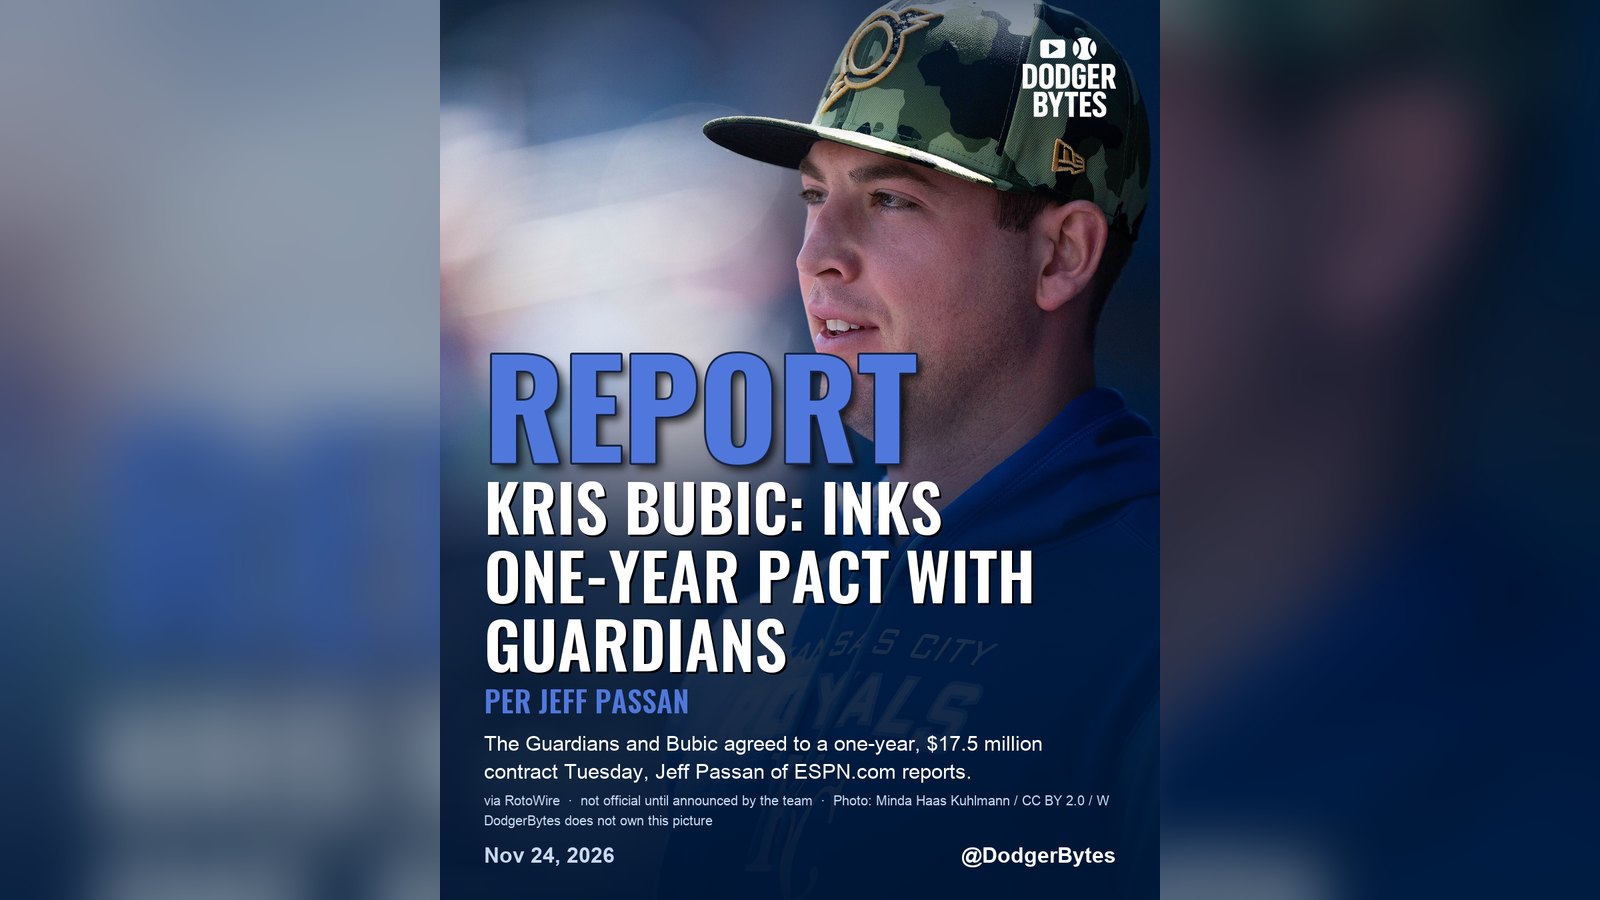 DODGER
BYTES
REPORT
KRIS BUBIC: INKS
ONE-YEAR PACT WITH
GUARDIANS
KANSAS CITY
ROYALS
PER JEFF PASSAN
The Guardians and Bubic agreed to a one-year, $17.5 million
contract Tuesday, Jeff Passan of ESPN.com reports.
via RotoWire · not official until announced by the team · Photo: Minda Haas Kuhlmann / CC BY 2.0 / W
DodgerBytes does not own this picture
Nov 24, 2026
@DodgerBytes